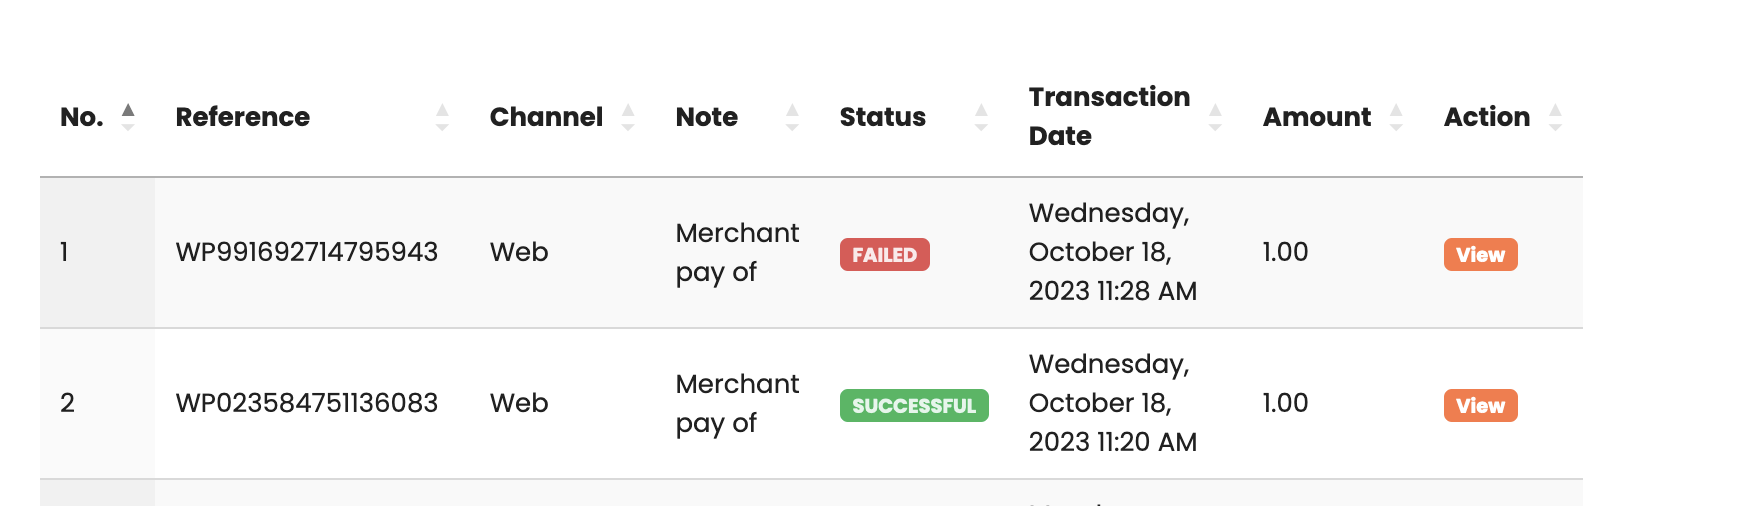 No. Reference Channel Note Status Transaction Date Amount Action
1 WP991692714795943 Web Merchant pay of FAILED Wednesday, October 18, 2023 11:28 AM 1.00 View
2 WP023584751136083 Web Merchant pay of SUCCESSFUL Wednesday, October 18, 2023 11:20 AM 1.00 View